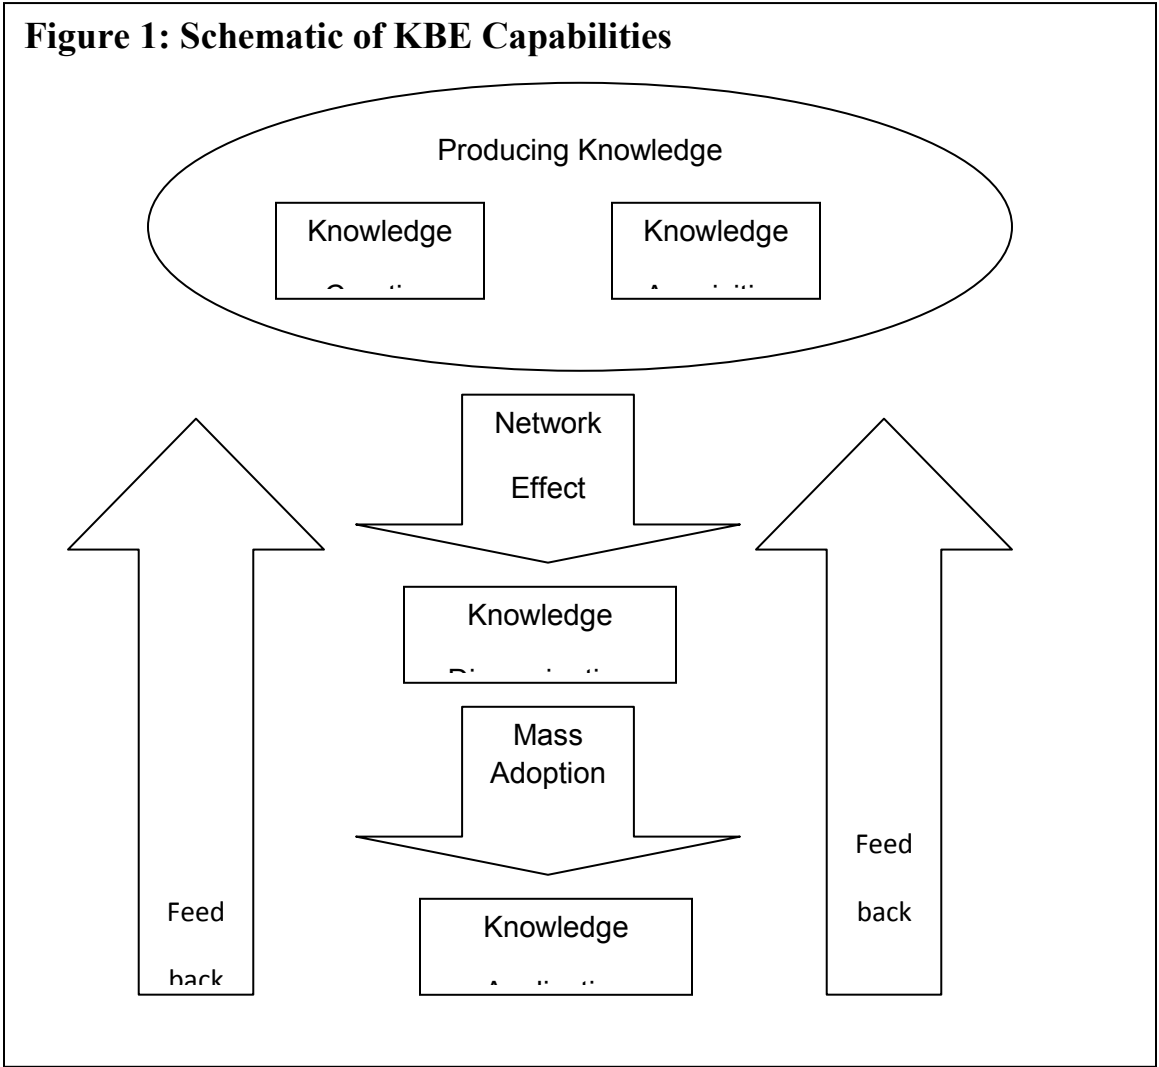 Figure 1: Schematic of KBE Capabilities
Producing Knowledge
Knowledge
Knowledge
Network
Effect
Knowledge
Mass
Adoption
Feed
back
Knowledge
Feed
back